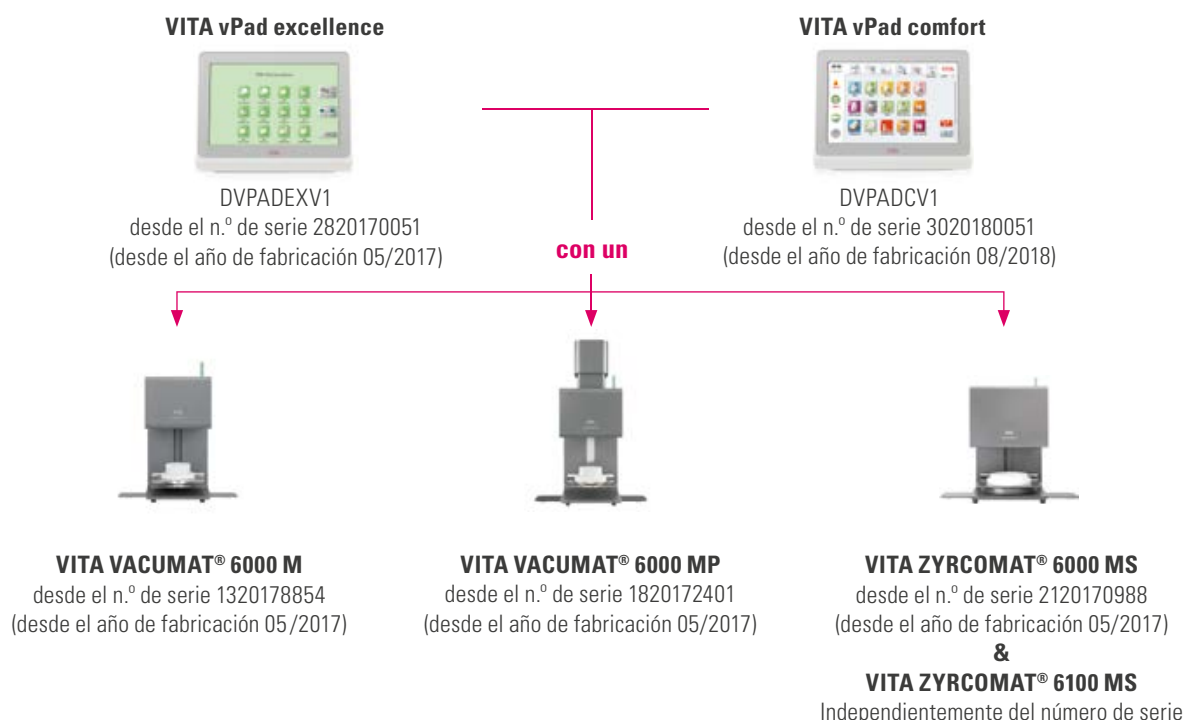 VITA vPad excellence
VITA vPad comfort
DVPADEXV1
desde el n.º de serie 2820170051
(desde el año de fabricación 05/2017)
DVPADCV1
desde el n.º de serie 3020180051
(desde el año de fabricación 08/2018)
con un
VITA VACUMAT® 6000 M
desde el n.º de serie 1320178854
(desde el año de fabricación 05/2017)
VITA VACUMAT® 6000 MP
desde el n.º de serie 1820172401
(desde el año de fabricación 05/2017)
VITA ZYRCOMAT® 6000 MS
desde el n.º de serie 2120170988
(desde el año de fabricación 05/2017)
&
VITA ZYRCOMAT® 6100 MS
Independientemente del número de serie